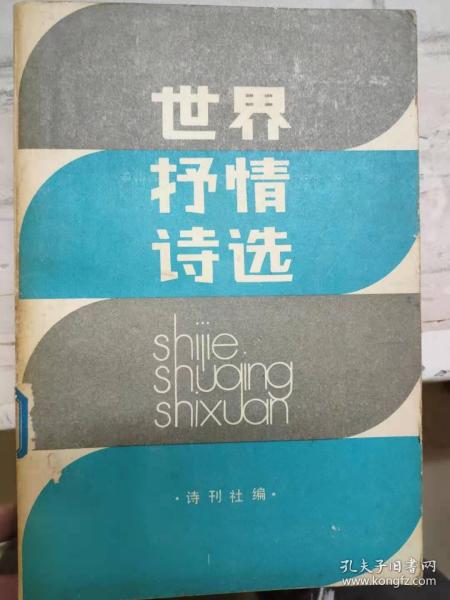 世界
抒情
诗选
shijie
shuqing
shixuan
·诗刊社编·
孔夫子旧书网
www.kongfz.com